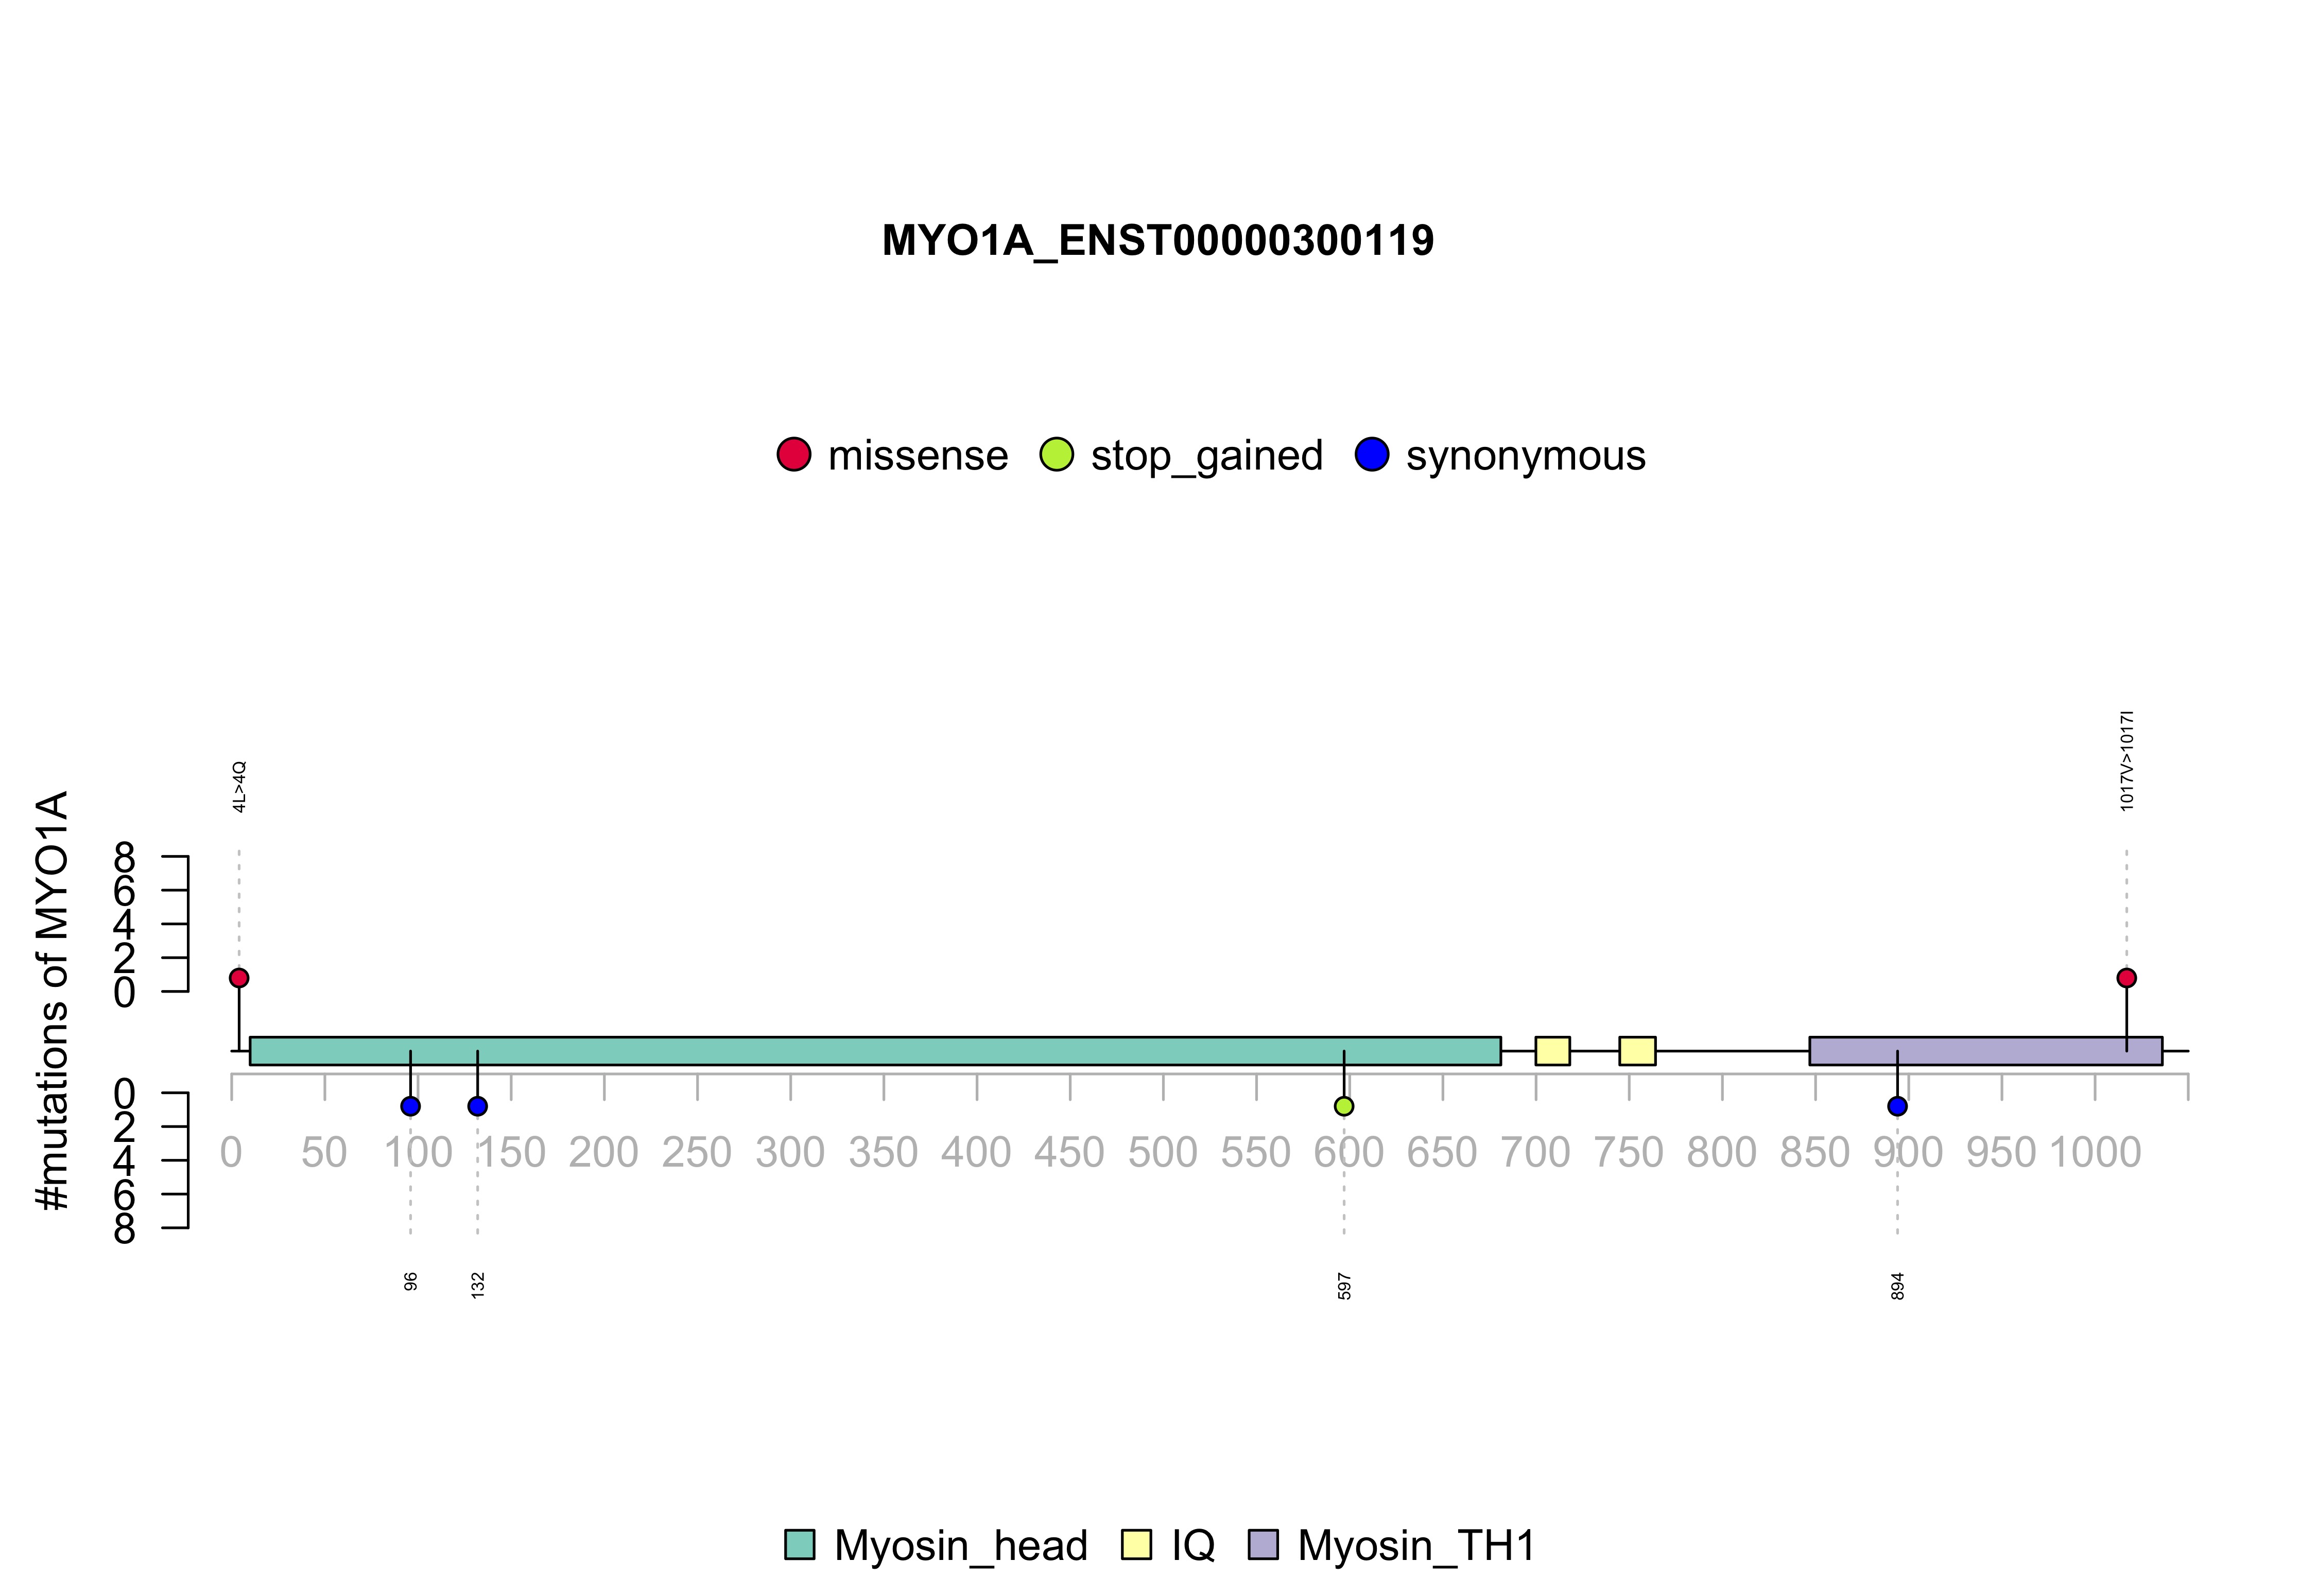 MYO1A_ENST00000300119
missense stop_gained synonymous
4L>4Q 1017V>1017I
#mutations of MYO1A
8
6
4
2
0
0
2
4
6
8
0 50 100 150 200 250 300 350 400 450 500 550 600 650 700 750 800 850 900 950 1000
96 132 597 894
Myosin_head IQ Myosin_TH1